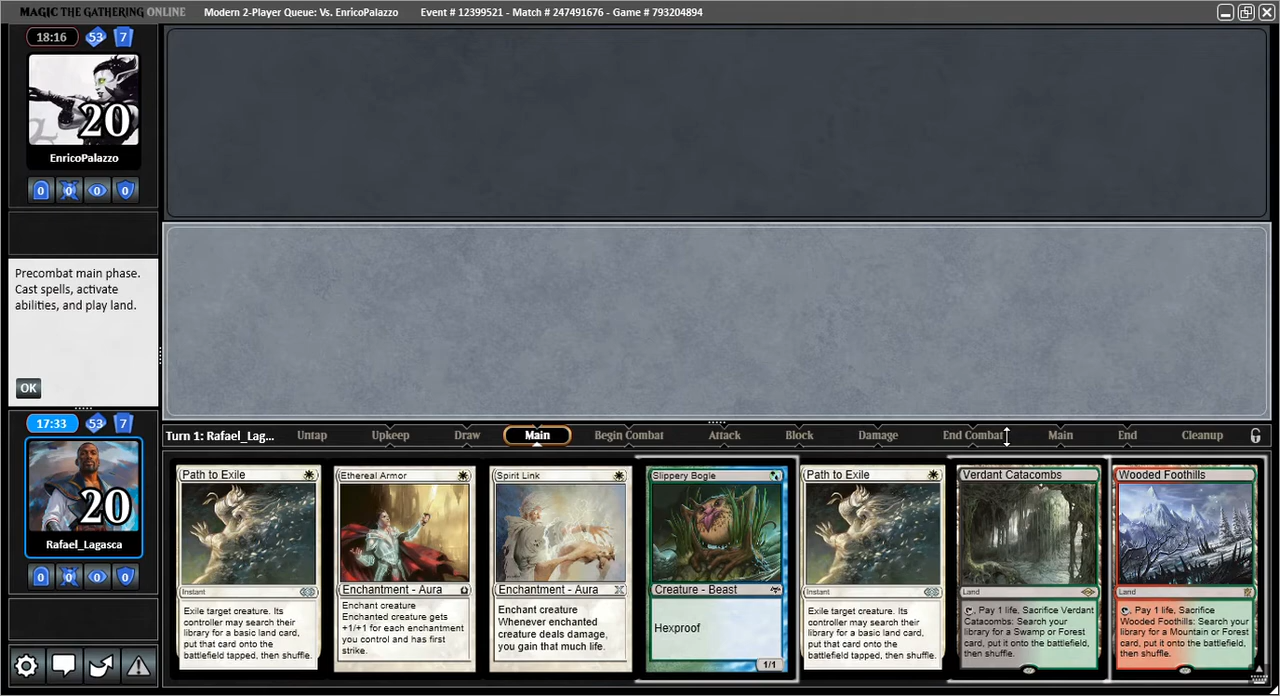 MAGIC THE GATHERING ONLINE Modern 2-Player Queue: Vs. EnricoPalazzo Event # 12399521 - Match # 247491676 - Game # 793204894
18:16 53 7
20
EnricoPalazzo
0 0 0 0
Precombat main phase.
Cast spells, activate
abilities, and play land.
OK
17:33 53 7
20
Rafael_Lagasca
0 0 0 0
Turn 1: Rafael_Lag... Untap Upkeep Draw Main Begin Combat Attack Block Damage End Combat Main End Cleanup
Path to Exile
Instant
Exile target creature. Its
controller may search their
library for a basic land card,
put that card onto the
battlefield tapped, then shuffle.
Ethereal Armor
Enchantment - Aura
Enchant creature
Enchanted creature gets
+1/+1 for each enchantment
you control and has first
strike.
Spirit Link
Enchantment - Aura
Enchant creature
Whenever enchanted
creature deals damage,
you gain that much life.
Slippery Bogle
Creature - Beast
Hexproof
1/1
Path to Exile
Instant
Exile target creature. Its
controller may search their
library for a basic land card,
put that card onto the
battlefield tapped, then shuffle.
Verdant Catacombs
Land
, Pay 1 life, Sacrifice Verdant
Catacombs: Search your
library for a Swamp or Forest
card, put it onto the battlefield,
then shuffle.
Wooded Foothills
Land
, Pay 1 life, Sacrifice
Wooded Foothills: Search your
library for a Mountain or Forest
card, put it onto the battlefield,
then shuffle.